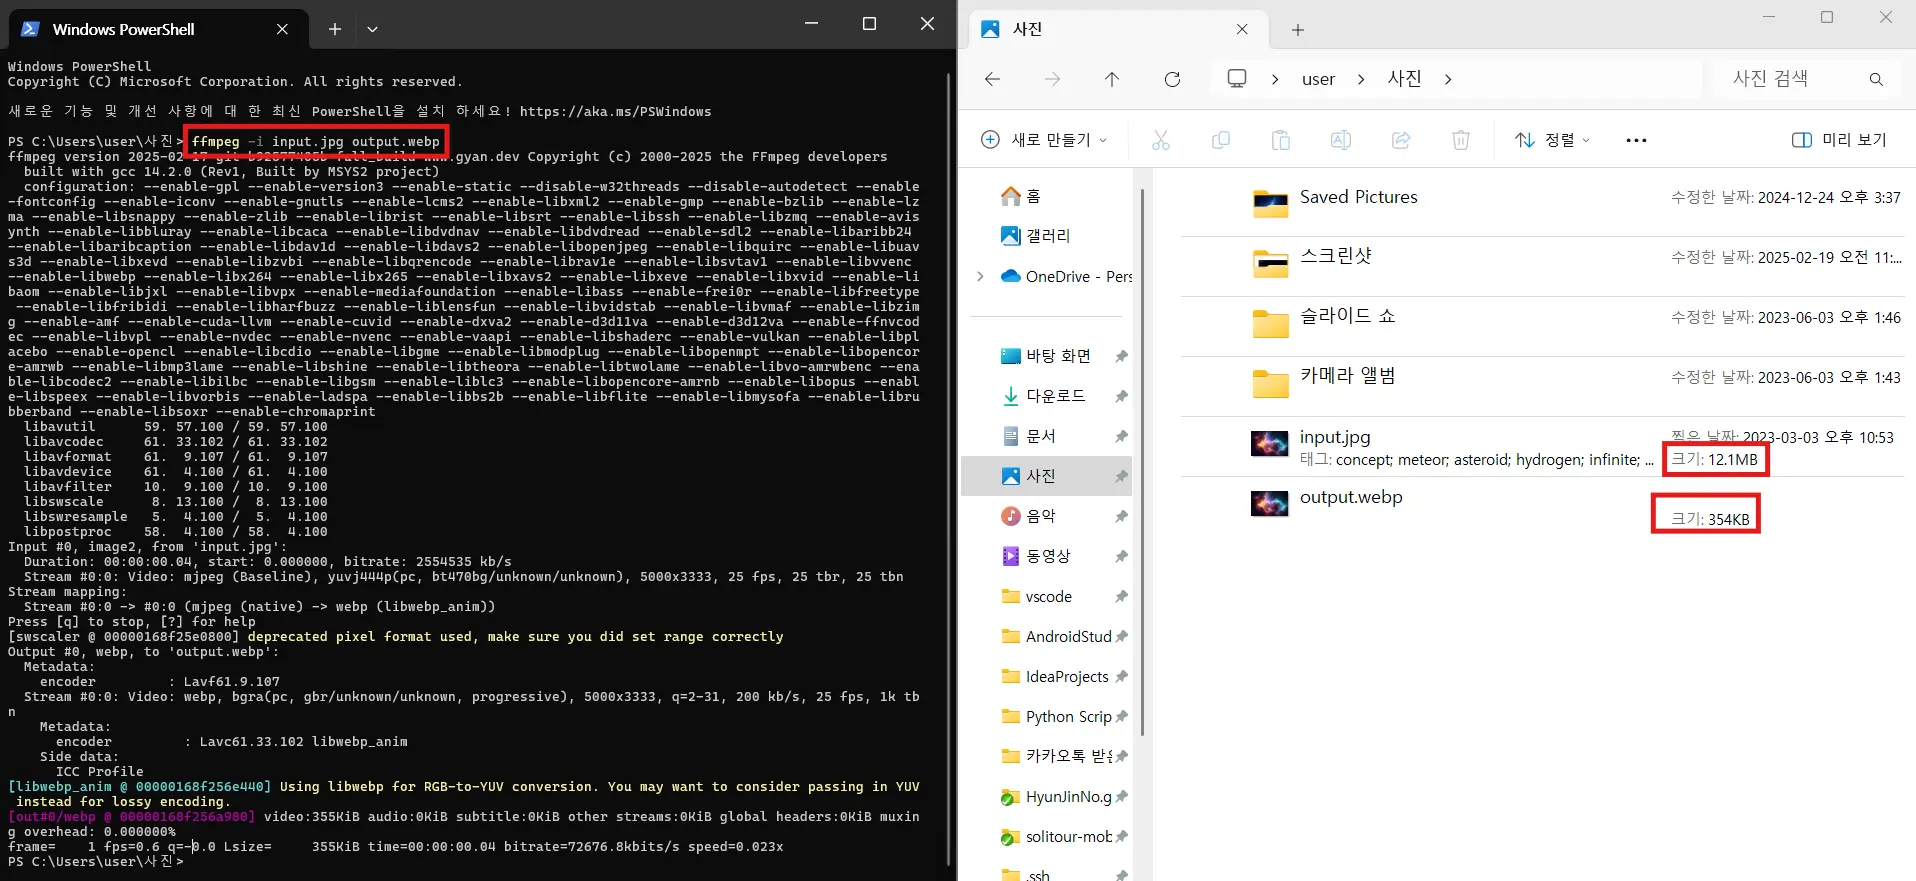 Windows PowerShell
Windows PowerShell
Copyright (C) Microsoft Corporation. All rights reserved.
새로운 기능 및 개선 사항에 대 한 최신 PowerShell을 설치 하세요! https://aka.ms/PSWindows
PS C:\Users\user\사진> ffmpeg -i input.jpg output.webp
ffmpeg version 2025-02-17-git-b92577405b-full_build-www.gyan.dev Copyright (c) 2000-2025 the FFmpeg developers
  built with gcc 14.2.0 (Rev1, Built by MSYS2 project)
  configuration: --enable-gpl --enable-version3 --enable-static --disable-w32threads --disable-autodetect --enable
-fontconfig --enable-iconv --enable-gnutls --enable-lcms2 --enable-libxml2 --enable-gmp --enable-bzlib --enable-lz
ma --enable-libsnappy --enable-zlib --enable-librist --enable-libsrt --enable-libssh --enable-libzmq --enable-avis
ynth --enable-libbluray --enable-libcaca --enable-libdvdnav --enable-libdvdread --enable-sdl2 --enable-libaribb24
--enable-libaribcaption --enable-libdav1d --enable-libdavs2 --enable-libopenjpeg --enable-libquirc --enable-libuav
s3d --enable-libxevd --enable-libzvbi --enable-libqrencode --enable-librav1e --enable-libsvtav1 --enable-libvvenc
--enable-libwebp --enable-libx264 --enable-libx265 --enable-libxavs2 --enable-libxeve --enable-libxvid --enable-li
baom --enable-libjxl --enable-libvpx --enable-mediafoundation --enable-libass --enable-frei0r --enable-libfreetype
--enable-libfribidi --enable-libharfbuzz --enable-liblensfun --enable-libvidstab --enable-libvmaf --enable-libzim
g --enable-amf --enable-cuda-llvm --enable-cuvid --enable-dxva2 --enable-d3d11va --enable-d3d12va --enable-ffnvcod
ec --enable-libvpl --enable-nvdec --enable-nvenc --enable-vaapi --enable-libshaderc --enable-vulkan --enable-libpl
acebo --enable-opencl --enable-libcdio --enable-libgme --enable-libmodplug --enable-libopenmpt --enable-libopencor
e-amrwb --enable-libmp3lame --enable-libshine --enable-libtheora --enable-libtwolame --enable-libvo-amrwbenc --ena
ble-libcodec2 --enable-libilbc --enable-libgsm --enable-liblc3 --enable-libopencore-amrnb --enable-libopus --enabl
e-libspeex --enable-libvorbis --enable-ladspa --enable-libbs2b --enable-libflite --enable-libmysofa --enable-libru
bberband --enable-libsoxr --enable-chromaprint
  libavutil      59. 57.100 / 59. 57.100
  libavcodec     61. 33.102 / 61. 33.102
  libavformat    61.  9.107 / 61.  9.107
  libavdevice    61.  4.100 / 61.  4.100
  libavfilter    10.  9.100 / 10.  9.100
  libswscale      8. 13.100 /  8. 13.100
  libswresample   5.  4.100 /  5.  4.100
  libpostproc    58.  4.100 / 58.  4.100
Input #0, image2, from 'input.jpg':
  Duration: 00:00:00.04, start: 0.000000, bitrate: 2554535 kb/s
  Stream #0:0: Video: mjpeg (Baseline), yuvj444p(pc, bt470bg/unknown/unknown), 5000x3333, 25 fps, 25 tbr, 25 tbn
Stream mapping:
  Stream #0:0 -> #0:0 (mjpeg (native) -> webp (libwebp_anim))
Press [q] to stop, [?] for help
[swscaler @ 00000168f25e0800] deprecated pixel format used, make sure you did set range correctly
Output #0, webp, to 'output.webp':
  Metadata:
    encoder         : Lavf61.9.107
  Stream #0:0: Video: webp, bgra(pc, gbr/unknown/unknown, progressive), 5000x3333, q=2-31, 200 kb/s, 25 fps, 1k tb
n
    Metadata:
      encoder         : Lavc61.33.102 libwebp_anim
    Side data:
      ICC Profile
[libwebp_anim @ 00000168f256e440] Using libwebp for RGB-to-YUV conversion. You may want to consider passing in YUV
 instead for lossy encoding.
[out#0/webp @ 00000168f256a980] video:355KiB audio:0KiB subtitle:0KiB other streams:0KiB global headers:0KiB muxin
g overhead: 0.000000%
frame=    1 fps=0.6 q=-0.0 Lsize=     355KiB time=00:00:00.04 bitrate=72676.8kbits/s speed=0.023x
PS C:\Users\user\사진>
사진
user > 사진 >
사진 검색
새로 만들기
정렬
미리 보기
홈
갤러리
OneDrive - Pers
바탕 화면
다운로드
문서
사진
음악
동영상
vscode
AndroidStud
IdeaProjects
Python Scrip
카카오톡 받은
HyunJinNo.g
solitour-mob
.ssh
Saved Pictures
수정한 날짜: 2024-12-24 오후 3:37
스크린샷
수정한 날짜: 2025-02-19 오전 11:...
슬라이드 쇼
수정한 날짜: 2023-06-03 오후 1:46
카메라 앨범
수정한 날짜: 2023-06-03 오후 1:43
input.jpg
찍은 날짜: 2023-03-03 오후 10:53
태그: concept; meteor; asteroid; hydrogen; infinite; ...
크기: 12.1MB
output.webp
크기: 354KB